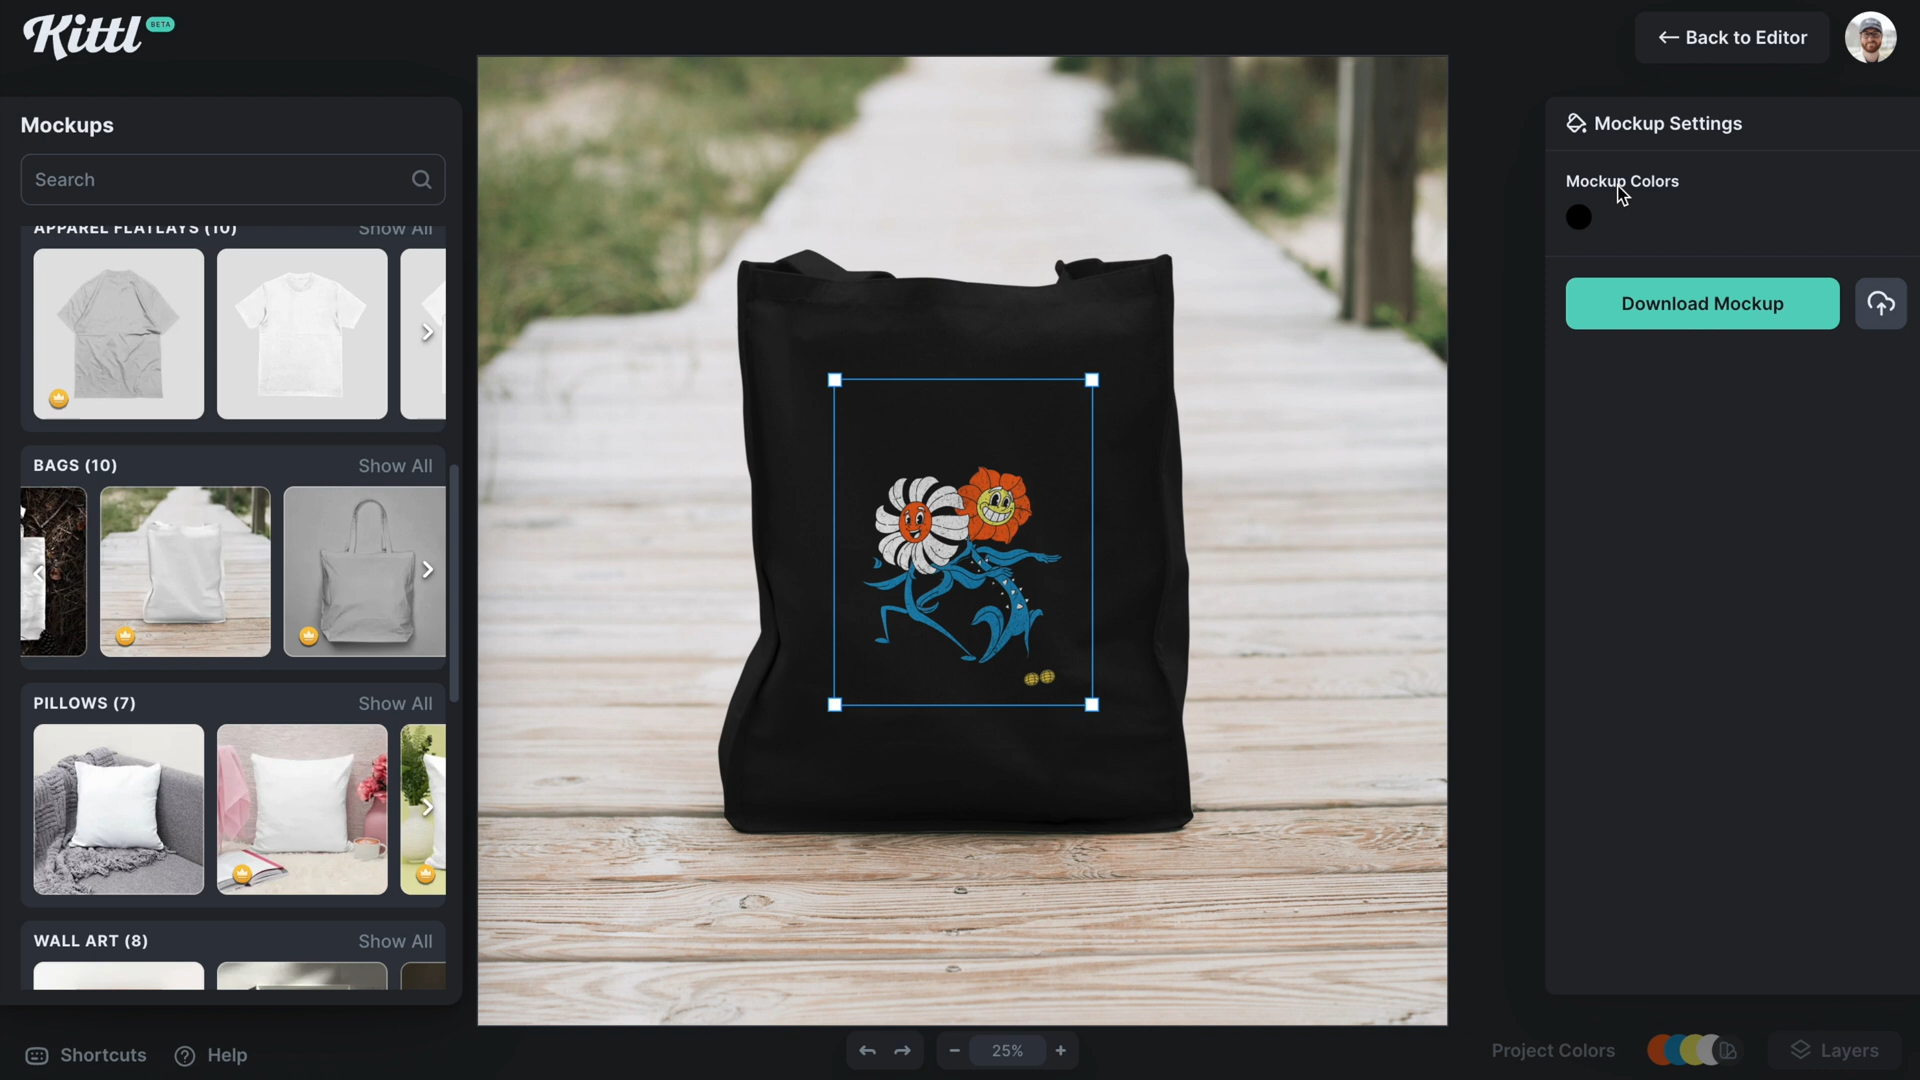 Kittl BETA
← Back to Editor
Mockups
Search
APPAREL FLATLAYS (10) Show All
BAGS (10) Show All
PILLOWS (7) Show All
WALL ART (8) Show All
Mockup Settings
Mockup Colors
Download Mockup
Shortcuts
Help
25%
Project Colors
Layers